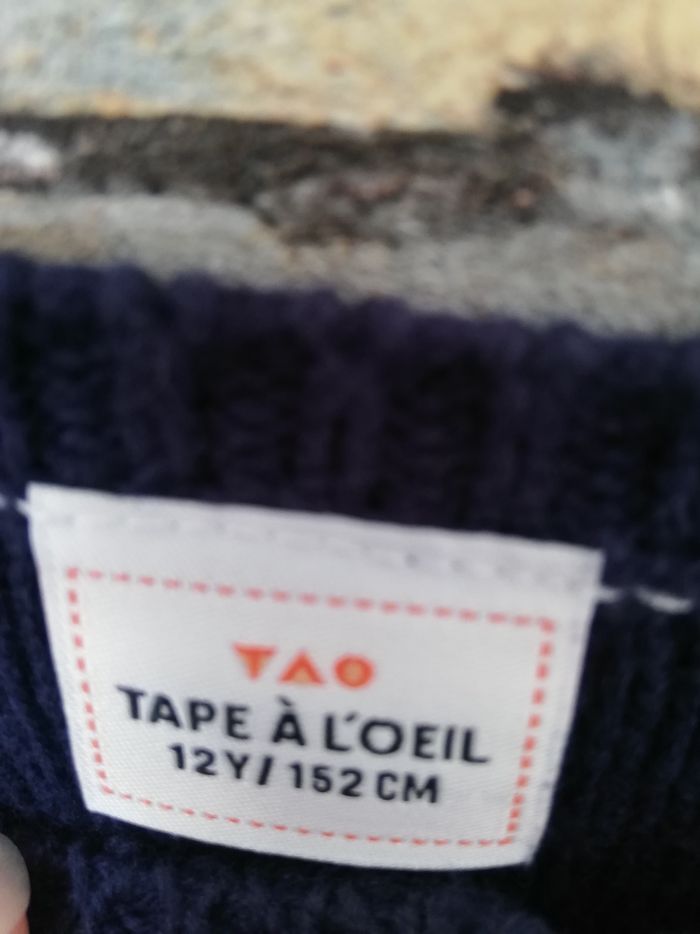 TAO
TAPE À L'OEIL
12Y/ 152 CM